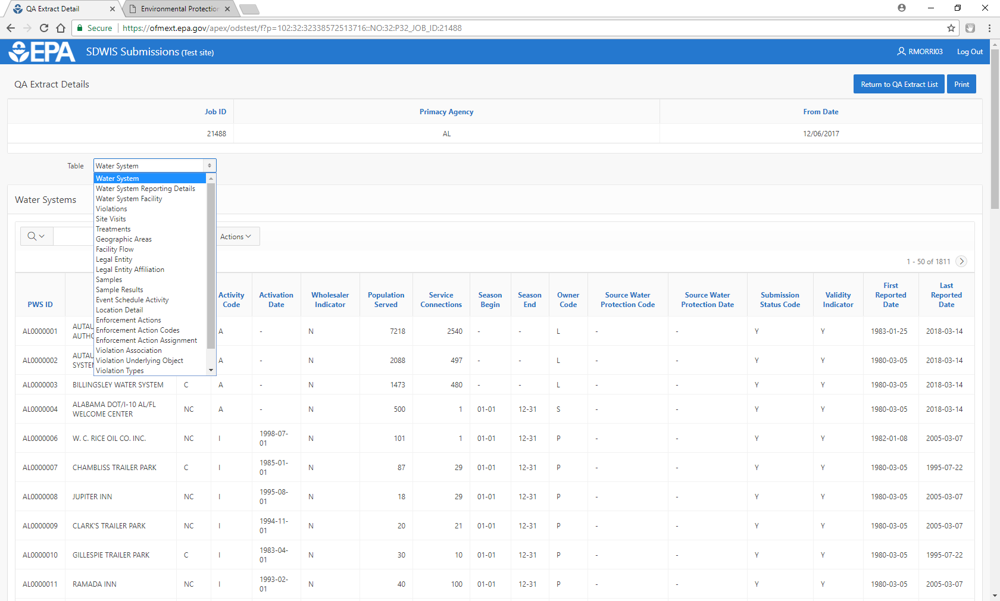 QA Extract Detail
Environmental Protection
Secure https://ofmext.epa.gov/apex/odstest/f?p=102:32:32338572513716::NO:32:P32_JOB_ID:21488
EPA SDWIS Submissions (Test site) RMORRI03 Log Out
QA Extract Details Return to QA Extract List Print
Job ID Primacy Agency From Date
21488 AL 12/06/2017
Table Water System
Water System
Water System Reporting Details
Water System Facility
Violations
Site Visits
Treatments
Geographic Areas
Facility Flow
Legal Entity
Legal Entity Affiliation
Samples
Sample Results
Event Schedule Activity
Location Detail
Enforcement Actions
Enforcement Action Codes
Enforcement Action Assignment
Violation Association
Violation Underlying Object
Violation Types
Water Systems
Actions
1 - 50 of 1811
PWS ID Activity Code Activation Date Wholesaler Indicator Population Served Service Connections Season Begin Season End Owner Code Source Water Protection Code Source Water Protection Date Submission Status Code Validity Indicator First Reported Date Last Reported Date
AL0000001 AUTAU AUTHO A - N 7218 2540 - - L - - Y Y 1983-01-25 2018-03-14
AL0000002 AUTAU SYSTEM A - N 2088 497 - - L - - Y Y 1980-03-05 2018-03-14
AL0000003 BILLINGSLEY WATER SYSTEM C A - N 1473 480 - - L - - Y Y 1980-03-05 2018-03-14
AL0000004 ALABAMA DOT/I-10 AL/FL WELCOME CENTER NC A - N 500 1 01-01 12-31 S - - Y Y 1980-03-05 2018-03-14
AL0000006 W. C. RICE OIL CO. INC. NC I 1998-07-01 N 101 1 01-01 12-31 P - - Y Y 1982-01-08 2005-03-07
AL0000007 CHAMBLISS TRAILER PARK C I 1985-01-01 N 87 29 01-01 12-31 P - - Y Y 1980-03-05 1995-07-22
AL0000008 JUPITER INN NC I 1995-08-01 N 18 29 01-01 12-31 P - - Y Y 1980-03-05 2005-03-07
AL0000009 CLARK'S TRAILER PARK NC I 1994-11-01 N 20 21 01-01 12-31 P - - Y Y 1980-03-05 2005-03-07
AL0000010 GILLESPIE TRAILER PARK C I 1983-04-01 N 30 10 01-01 12-31 P - - Y Y 1980-03-05 1995-07-22
AL0000011 RAMADA INN NC I 1993-02-01 N 40 100 01-01 12-31 P - - Y Y 1980-03-05 2005-03-07